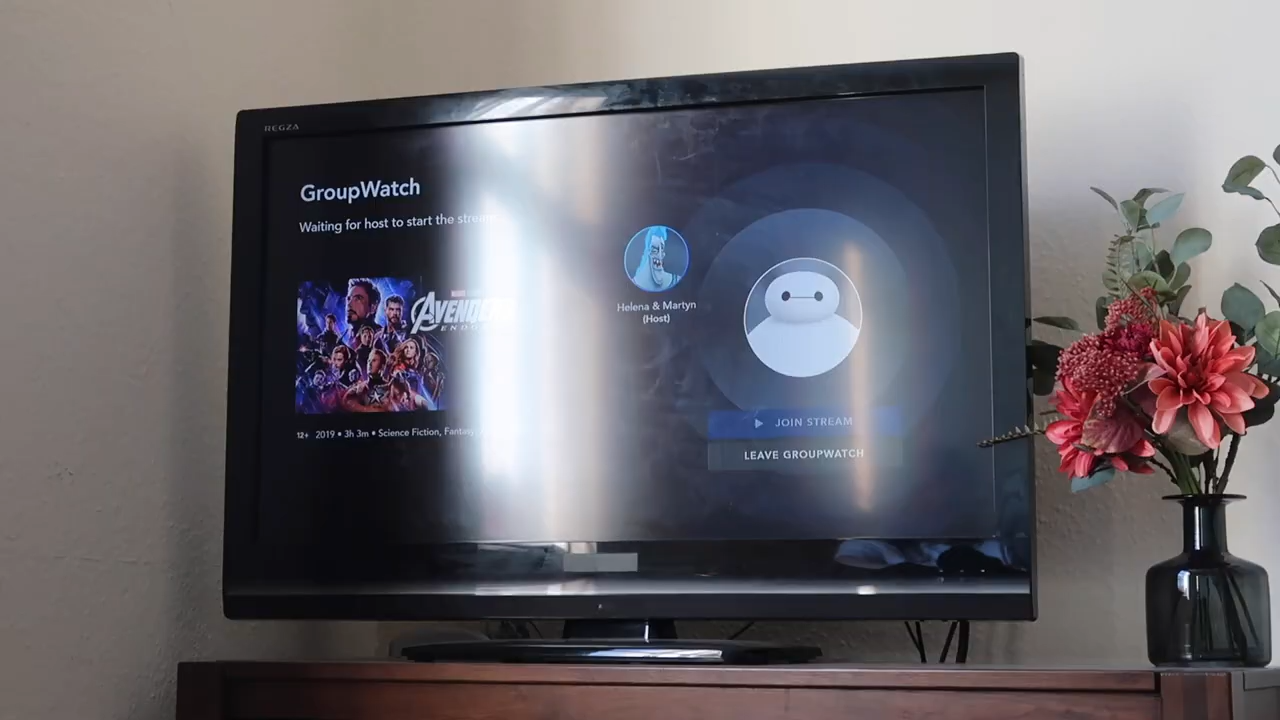 REGZA
GroupWatch
Waiting for host to start the stream
AVENGERS
12+ 2019 • 3h 3m • Science Fiction, Fantasy,
Helena & Martyn
(Host)
JOIN STREAM
LEAVE GROUPWATCH